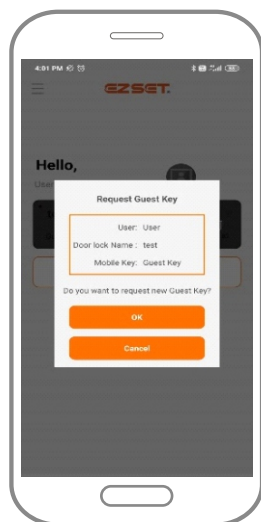 4:01 PM
EZSET.
Hello,
User
Request Guest Key
User: User
Door lock Name : test
Mobile Key: Guest Key
Do you want to request new Guest Key?
OK
Cancel